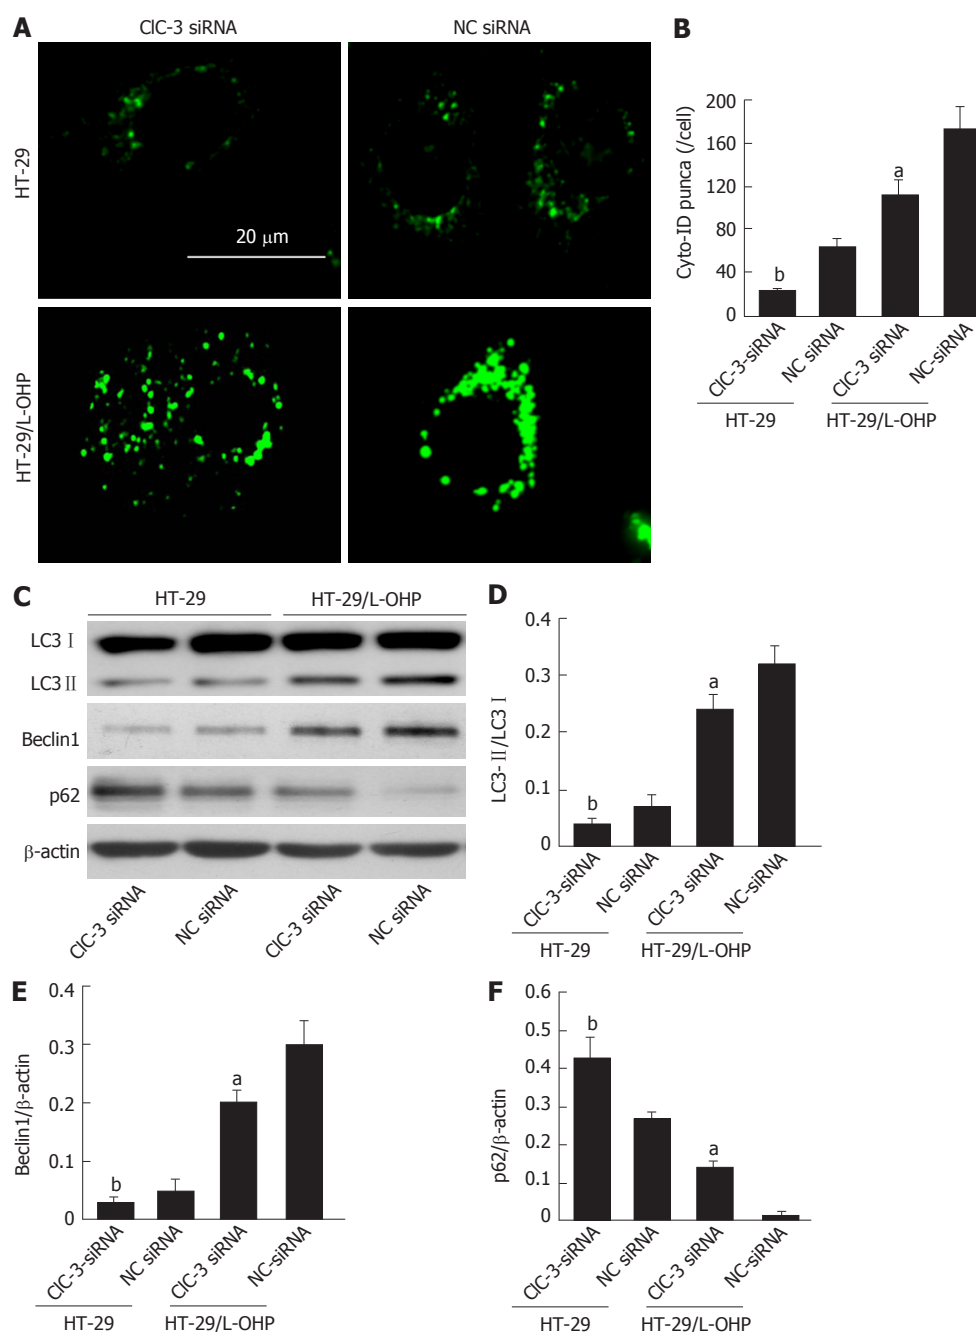 A
ClC-3 siRNA
NC siRNA
HT-29
20 μm
HT-29/L-OHP
B
Cyto-ID punca (/cell)
200
160
120
80
40
0
b
a
ClC-3-siRNA
NC siRNA
ClC-3 siRNA
NC-siRNA
HT-29
HT-29/L-OHP
C
HT-29
HT-29/L-OHP
LC3 Ⅰ
LC3 Ⅱ
Beclin1
p62
β-actin
ClC-3 siRNA
NC siRNA
ClC-3 siRNA
NC siRNA
D
LC3-Ⅱ/LC3 Ⅰ
0.4
0.3
0.2
0.1
0
b
a
ClC-3-siRNA
NC siRNA
ClC-3 siRNA
NC-siRNA
HT-29
HT-29/L-OHP
E
Beclin1/β-actin
0.4
0.3
0.2
0.1
0
b
a
ClC-3-siRNA
NC siRNA
ClC-3 siRNA
NC-siRNA
HT-29
HT-29/L-OHP
F
p62/β-actin
0.6
0.5
0.4
0.3
0.2
0.1
0
b
a
ClC-3-siRNA
NC siRNA
ClC-3 siRNA
NC-siRNA
HT-29
HT-29/L-OHP